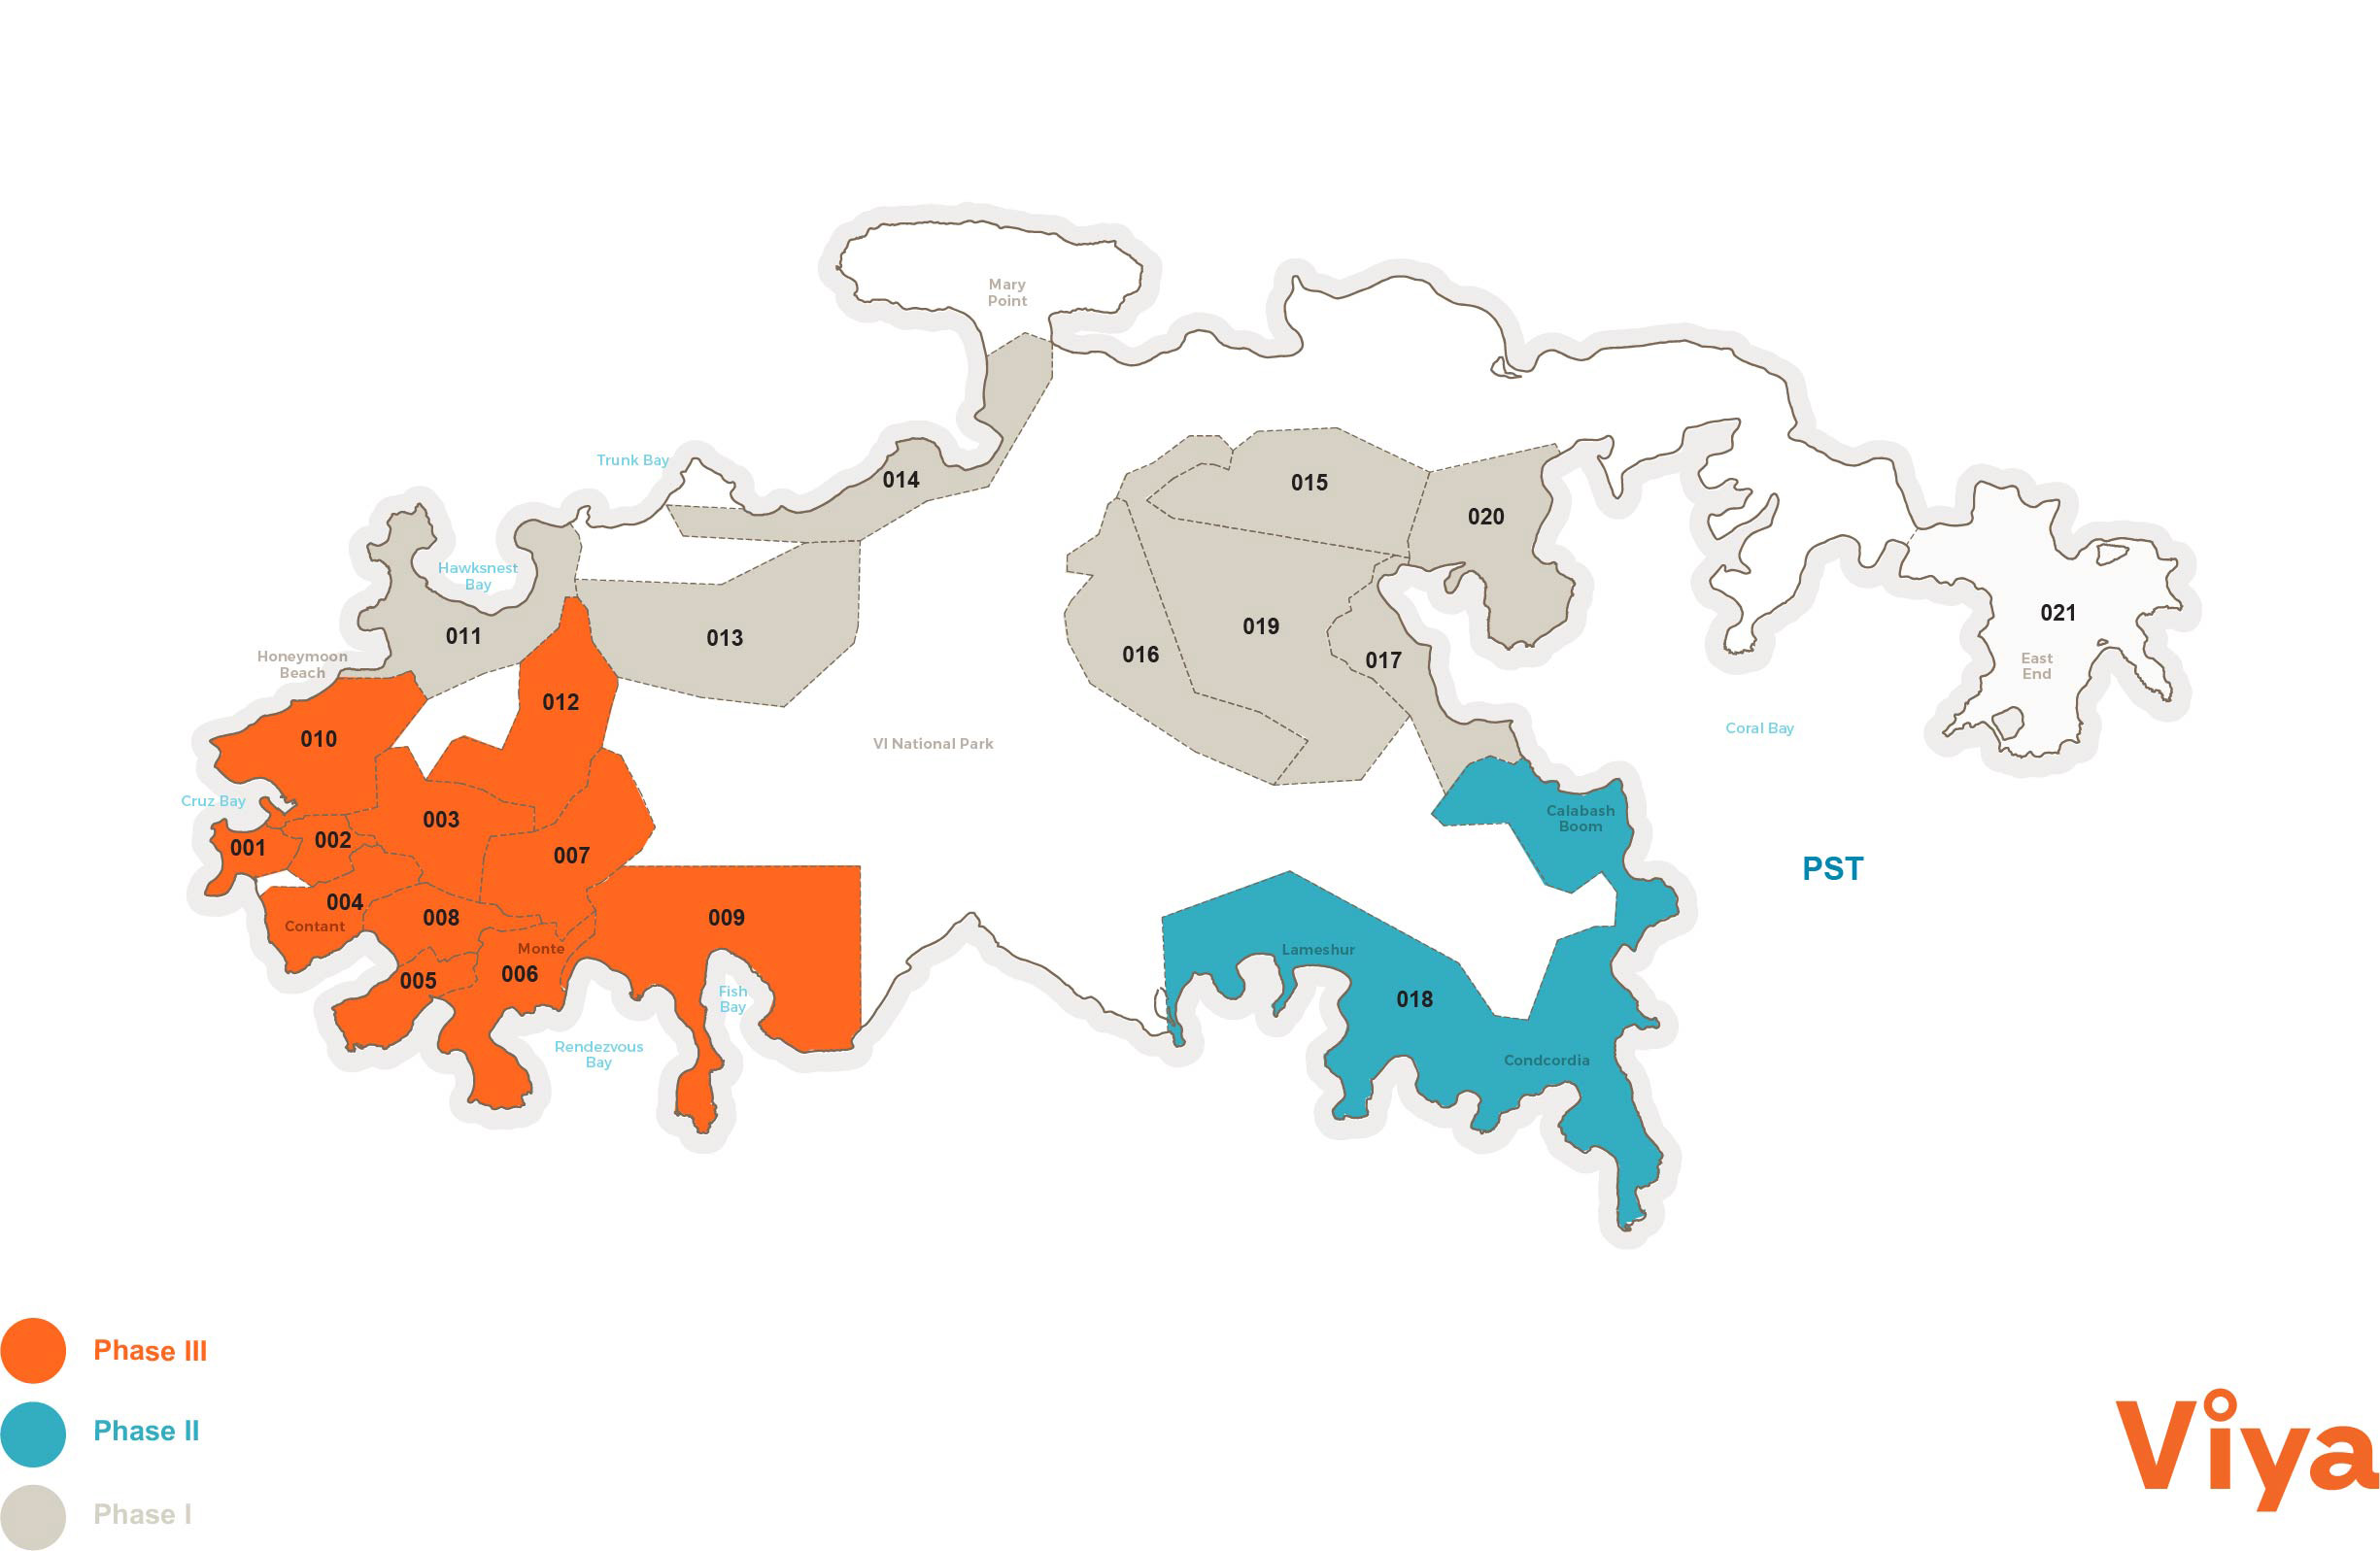 Mary
Point
Trunk Bay
014
015
020
Hawksnest
Bay
011
013
016
019
017
021
East
End
Honeymoon
Beach
012
010
VI National Park
Coral Bay
Cruz Bay
001
002
003
007
Calabash
Boom
PST
004
Contant
008
009
Monte
006
005
Fish
Bay
Rendezvous
Bay
Lameshur
018
Condcordia
Phase III
Phase II
Phase I
Viya